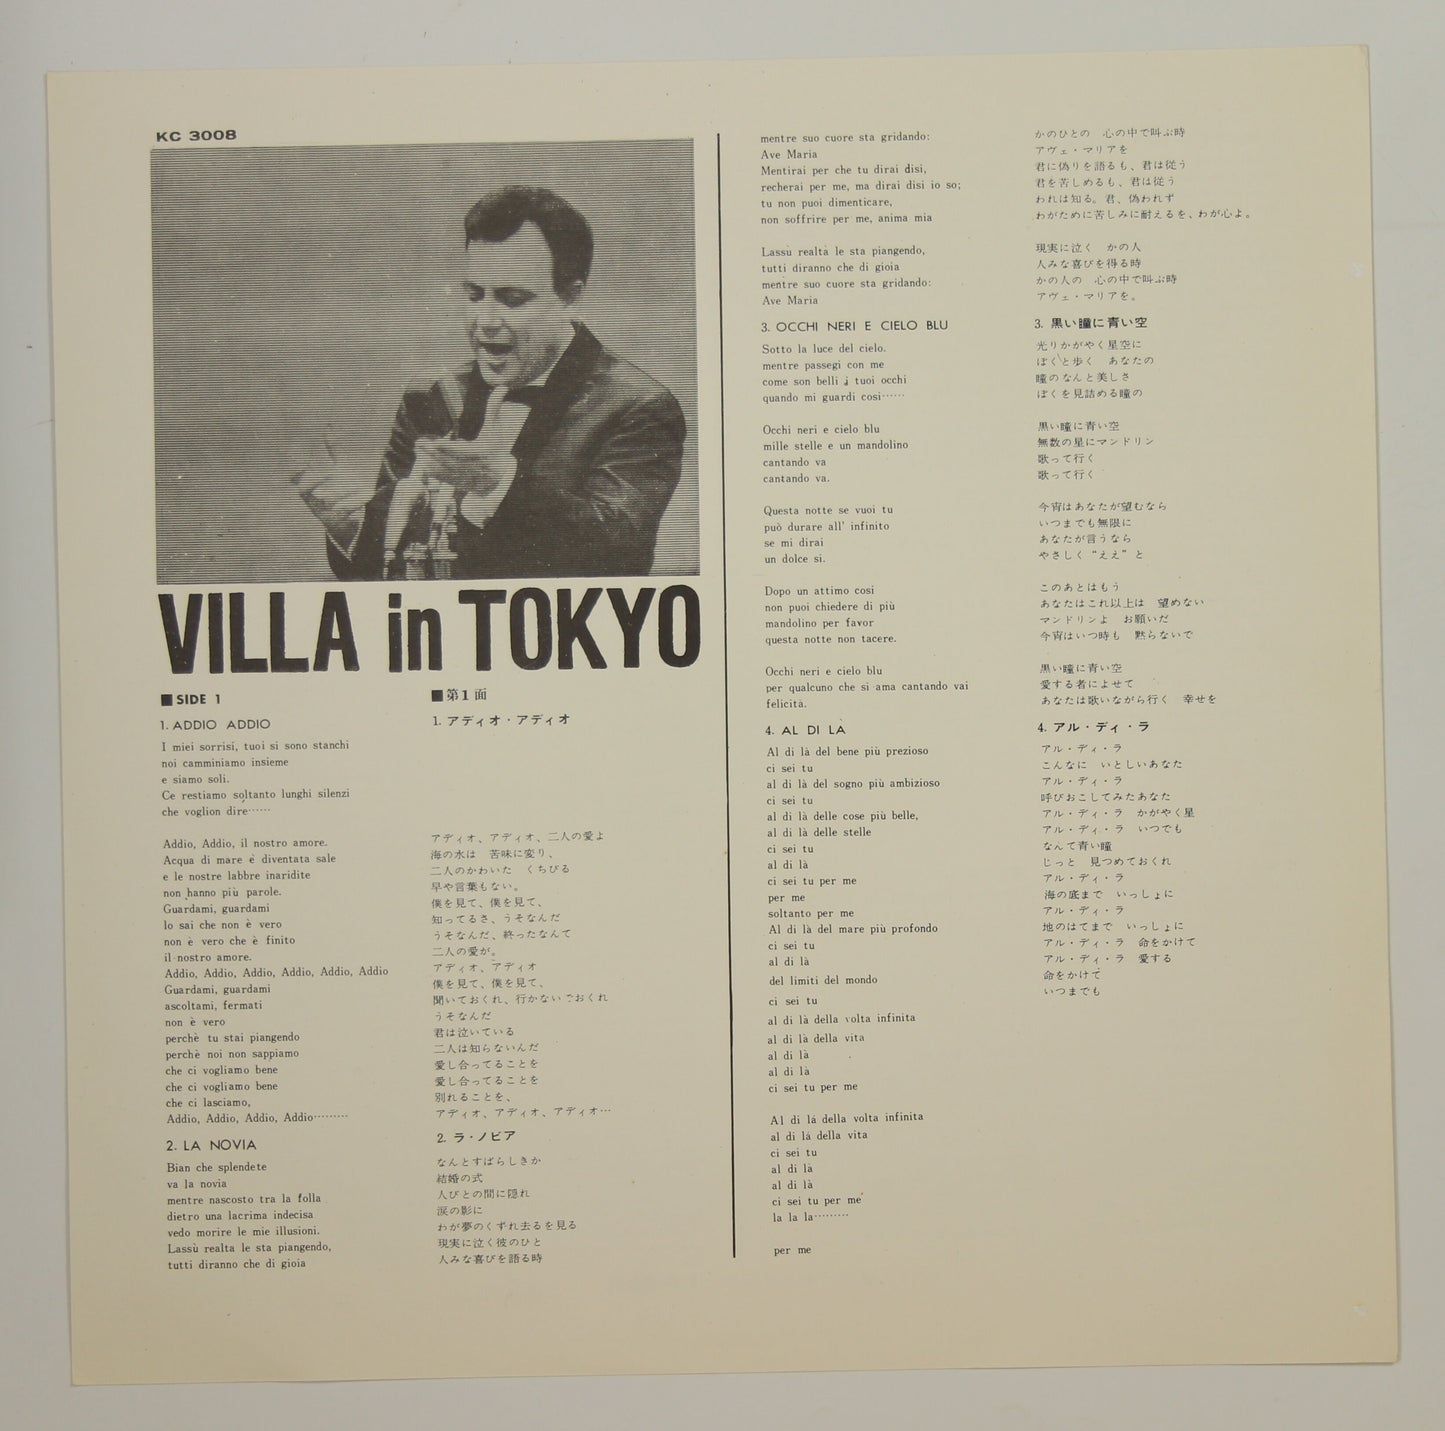 KC 3008
VILLA in TOKYO
■ SIDE 1
1. ADDIO ADDIO
I miei sorrisi, tuoi si sono stanchi
noi camminiamo insieme
e siamo soli.
Ce restiamo soltanto lunghi silenzi
che voglion dire……
Addio, Addio, il nostro amore.
Acqua di mare è diventata sale
e le nostre labbre inaridite
non hanno più parole.
Guardami, guardami
lo sai che non è vero
non è vero che è finito
il nostro amore.
Addio, Addio, Addio, Addio, Addio, Addio
Guardami, guardami
ascoltami, fermati
non è vero
perchè tu stai piangendo
perchè noi non sappiamo
che ci vogliamo bene
che ci vogliamo bene
che ci lasciamo,
Addio, Addio, Addio, Addio………
2. LA NOVIA
Bian che splendete
va la novia
mentre nascosto tra la folla
dietro una lacrima indecisa
vedo morire le mie illusioni.
Lassù realta le sta piangendo,
tutti diranno che di gioia
■ 第1面
1. アディオ・アディオ
アディオ、アディオ、二人の愛よ
海の水は　苦味に変り、
二人のかわいた　くちびる
早や言葉もない。
僕を見て、僕を見て、
知ってるさ、うそなんだ
うそなんだ、終ったなんて
二人の愛が。
アディオ、アディオ
僕を見て、僕を見て、
聞いておくれ、行かないでおくれ
うそなんだ
君は泣いている
二人は知らないんだ
愛し合ってることを
愛し合ってることを
別れることを、
アディオ、アディオ、アディオ…
2. ラ・ノビア
なんとすばらしきか
結婚の式
人びとの間に隠れ
涙の影に
わが夢のくずれ去るを見る
現実に泣く彼のひと
人みな喜びを語る時
mentre suo cuore sta gridando:
Ave Maria
Mentirai per che tu dirai disi,
recherai per me, ma dirai disi io so;
tu non puoi dimenticare,
non soffrire per me, anima mia
Lassù realtà le sta piangendo,
tutti diranno che di gioia
mentre suo cuore sta gridando:
Ave Maria
3. OCCHI NERI E CIELO BLU
Sotto la luce del cielo.
mentre passegi con me
come son belli i tuoi occhi
quando mi guardi cosi……
Occhi neri e cielo blu
mille stelle e un mandolino
cantando va
cantando va.
Questa notte se vuoi tu
può durare all' infinito
se mi dirai
un dolce si.
Dopo un attimo cosi
non puoi chiedere di più
mandolino per favor
questa notte non tacere.
Occhi neri e cielo blu
per qualcuno che si ama cantando vai
felicità.
4. AL DI LÀ
Al di là del bene più prezioso
ci sei tu
al di là del sogno più ambizioso
ci sei tu
al di là delle cose più belle,
al di là delle stelle
ci sei tu
al di là
ci sei tu per me
per me
soltanto per me
Al di là del mare più profondo
ci sei tu
al di là
del limiti del mondo
ci sei tu
al di là della volta infinita
al di là della vita
al di là
al di là
ci sei tu per me
Al di là della volta infinita
al di là della vita
ci sei tu
al di là
al di là
ci sei tu per me
la la la………
per me
かのひとの　心の中で叫ぶ時
アヴェ・マリアを
君に偽りを語るも、君は従う
君を苦しめるも、君は従う
われは知る。君、偽われず
わがために苦しみに耐えるを、わが心よ。
現実に泣く　かの人
人みな喜びを得る時
かの人の　心の中で叫ぶ時
アヴェ・マリアを。
3. 黒い瞳に青い空
光りかがやく星空に
ぼくと歩く　あなたの
瞳のなんと美しさ
ぼくを見詰める瞳の
黒い瞳に青い空
無数の星にマンドリン
歌って行く
歌って行く
今宵はあなたが望むなら
いつまでも無限に
あなたが言うなら
やさしく “ええ” と
このあとはもう
あなたはこれ以上は　望めない
マンドリンよ　お願いだ
今宵はいつ時も　黙らないで
黒い瞳に青い空
愛する者によせて
あなたは歌いながら行く　幸せを
4. アル・ディ・ラ
アル・ディ・ラ
こんなに　いとしいあなた
アル・ディ・ラ
呼びおこしてみたあなた
アル・ディ・ラ　かがやく星
アル・ディ・ラ　いつでも
なんて青い瞳
じっと　見つめておくれ
アル・ディ・ラ
海の底まで　いっしょに
アル・ディ・ラ
地のはてまで　いっしょに
アル・ディ・ラ　命をかけて
アル・ディ・ラ　愛する
命をかけて
いつまでも